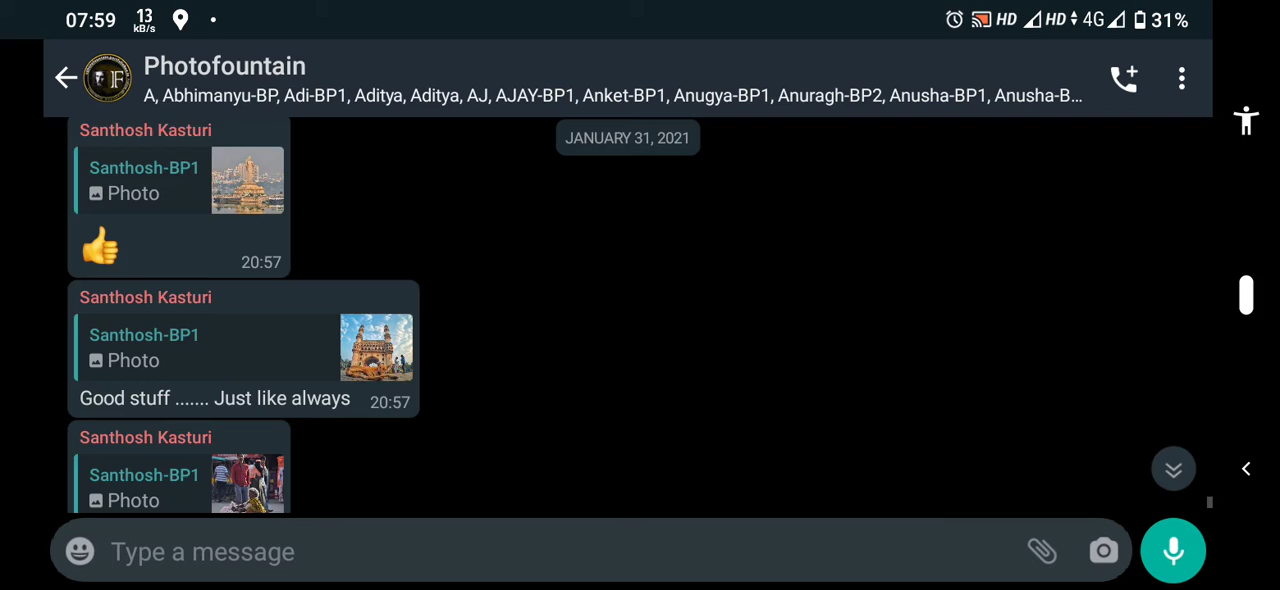 07:59 13 kB/s HD HD 4G 31%
Photofountain
A, Abhimanyu-BP, Adi-BP1, Aditya, Aditya, AJ, AJAY-BP1, Anket-BP1, Anugya-BP1, Anuragh-BP2, Anusha-BP1, Anusha-B...
JANUARY 31, 2021
Santhosh Kasturi
Santhosh-BP1
Photo
👍
20:57
Santhosh Kasturi
Santhosh-BP1
Photo
Good stuff ....... Just like always 20:57
Santhosh Kasturi
Santhosh-BP1
Photo
Type a message